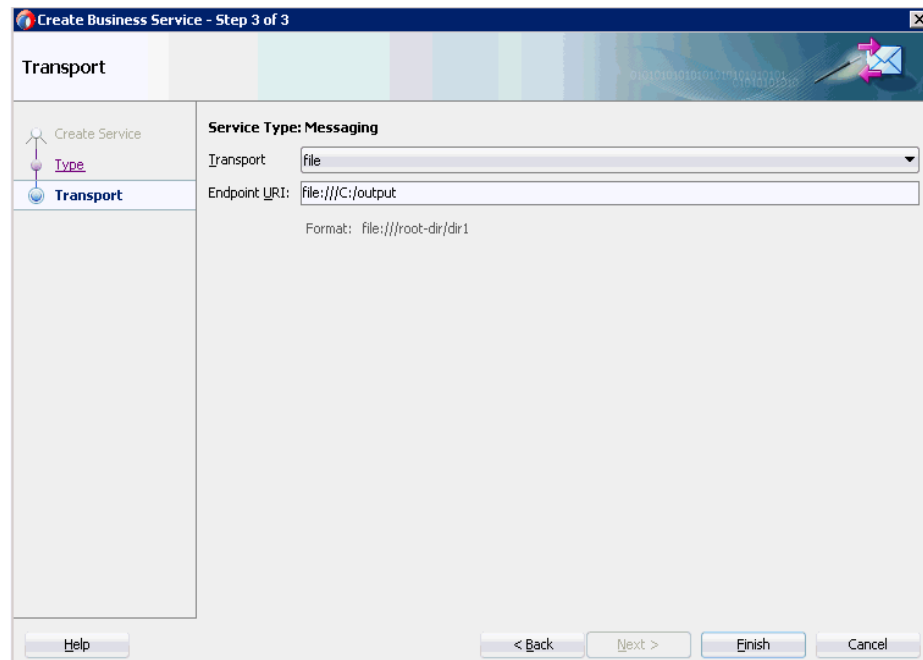 Create Business Service - Step 3 of 3
Transport
Create Service
Type
Transport
Service Type: Messaging
Transport
file
Endpoint URI:
file:///C:/output
Format: file:///root-dir/dir1
Help
< Back
Next >
Finish
Cancel